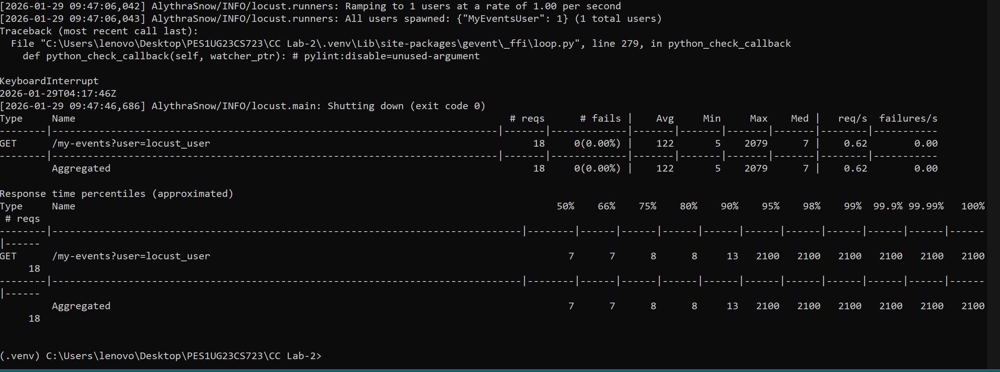 [2026-01-29 09:47:06,042] AlythraSnow/INFO/locust.runners: Ramping to 1 users at a rate of 1.00 per second
[2026-01-29 09:47:06,043] AlythraSnow/INFO/locust.runners: All users spawned: {"MyEventsUser": 1} (1 total users)
Traceback (most recent call last):
  File "C:\Users\lenovo\Desktop\PES1UG23CS723\CC Lab-2\.venv\Lib\site-packages\gevent\_ffi\loop.py", line 279, in python_check_callback
    def python_check_callback(self, watcher_ptr): # pylint:disable=unused-argument

KeyboardInterrupt
2026-01-29T04:17:46Z
[2026-01-29 09:47:46,686] AlythraSnow/INFO/locust.main: Shutting down (exit code 0)
Type     Name                                                                          # reqs      # fails |    Avg     Min     Max    Med |   req/s  failures/s
--------|----------------------------------------------------------------------------|-------|-------------|-------|-------|-------|-------|--------|-----------
GET      /my-events?user=locust_user                                                       18     0(0.00%) |    122       5    2079      7 |    0.62        0.00
--------|----------------------------------------------------------------------------|-------|-------------|-------|-------|-------|-------|--------|-----------
         Aggregated                                                                        18     0(0.00%) |    122       5    2079      7 |    0.62        0.00

Response time percentiles (approximated)
Type     Name                                                                                  50%    66%    75%    80%    90%    95%    98%    99%  99.9% 99.99%   100%
 # reqs
--------|--------------------------------------------------------------------------------|--------|------|------|------|------|------|------|------|------|------|------
|------
GET      /my-events?user=locust_user                                                             7      7      8      8     13   2100   2100   2100   2100   2100   2100
     18
--------|--------------------------------------------------------------------------------|--------|------|------|------|------|------|------|------|------|------|------
|------
         Aggregated                                                                              7      7      8      8     13   2100   2100   2100   2100   2100   2100
     18

(.venv) C:\Users\lenovo\Desktop\PES1UG23CS723\CC Lab-2>